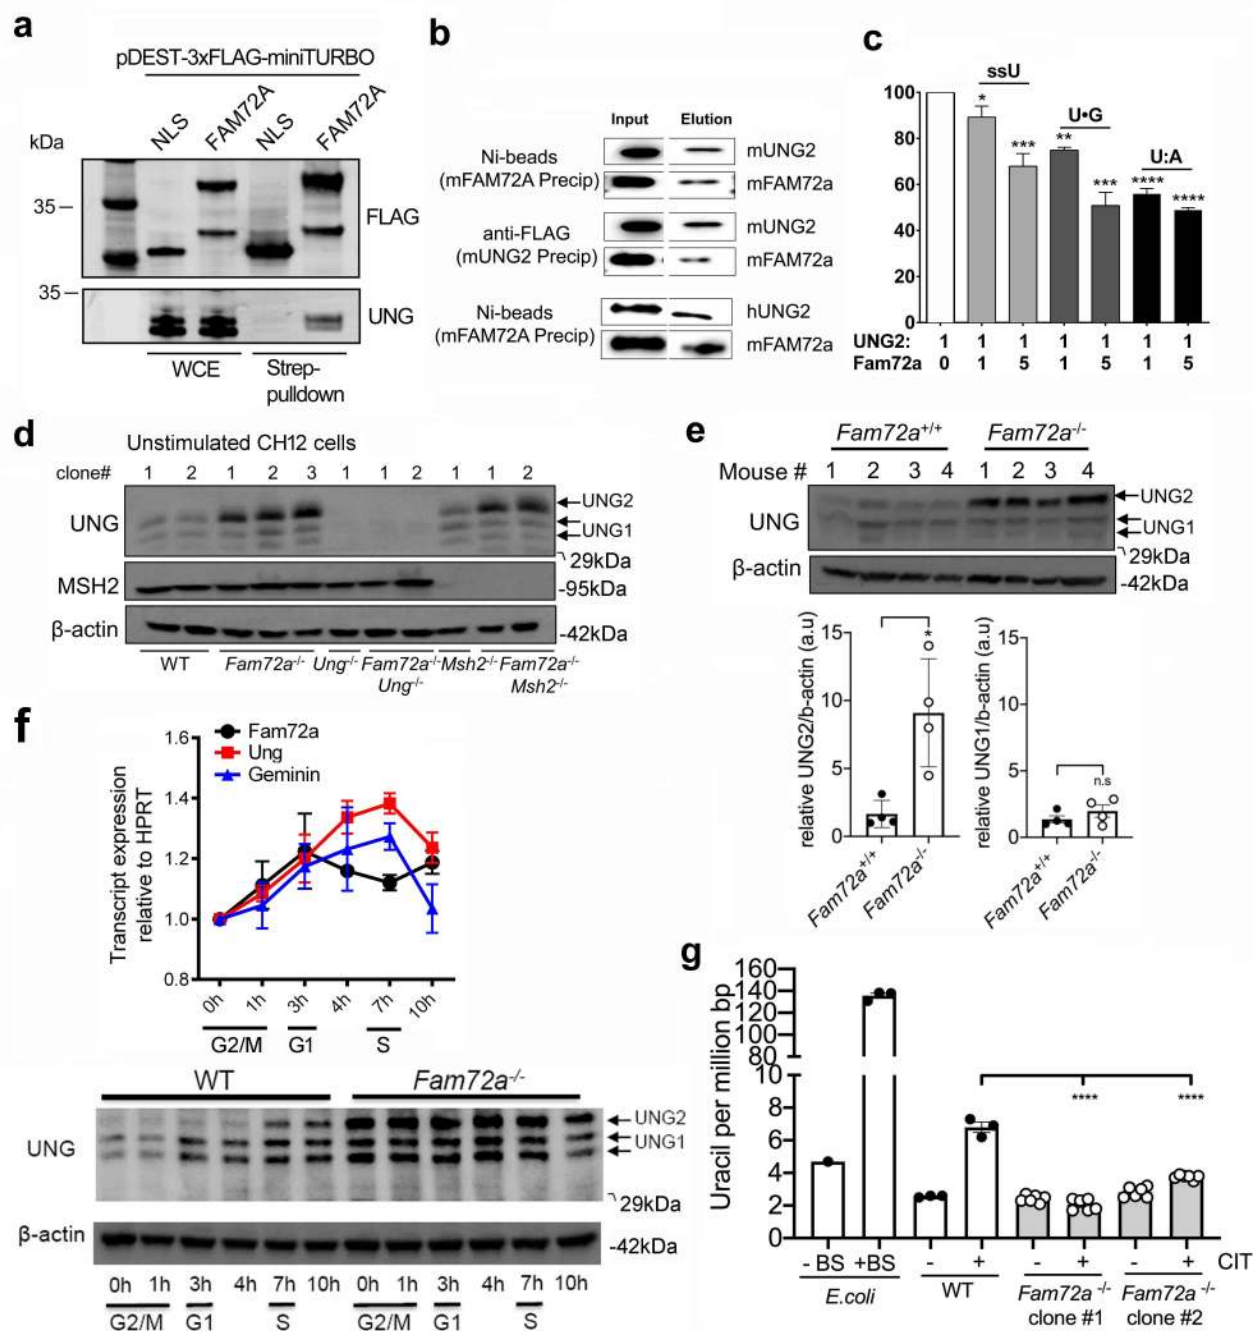 a
pDEST-3xFLAG-miniTURBO
NLS FAM72A NLS FAM72A
kDa
35
FLAG
35
UNG
WCE Strep-
pulldown
b
Input Elution
Ni-beads
(mFAM72A Precip)
mUNG2
mFAM72a
anti-FLAG
(mUNG2 Precip)
mUNG2
mFAM72a
Ni-beads
(mFAM72A Precip)
hUNG2
mFAM72a
c
ssU
U•G
U:A
100
80
60
40
20
0
* *** ** *** **** ****
UNG2: 1 1 1 1 1 1 1
Fam72a 0 1 5 1 5 1 5
d
Unstimulated CH12 cells
clone# 1 2 1 2 3 1 1 2 1 1 2
UNG
UNG2
UNG1
29kDa
MSH2
-95kDa
β-actin
-42kDa
WT Fam72a-/- Ung-/- Fam72a-/- Msh2-/- Fam72a-/-
Ung-/- Msh2-/-
e
Fam72a+/+ Fam72a-/-
Mouse # 1 2 3 4 1 2 3 4
UNG
UNG2
UNG1
29kDa
β-actin
-42kDa
relative UNG2/b-actin (a.u)
15
10
5
0
*
Fam72a+/+
Fam72a-/-
relative UNG1/b-actin (a.u)
15
10
5
0
n.s
Fam72a+/+
Fam72a-/-
f
Fam72a
Ung
Geminin
Transcript expression
relative to HPRT
1.6
1.4
1.2
1.0
0.8
0h 1h 3h 4h 7h 10h
G2/M G1 S
WT Fam72a-/-
UNG
UNG2
UNG1
29kDa
β-actin
-42kDa
0h 1h 3h 4h 7h 10h 0h 1h 3h 4h 7h 10h
G2/M G1 S G2/M G1 S
g
Uracil per million bp
160
140
120
100
80
10
8
6
4
2
0
**** ****
- BS +BS - + - + - + CIT
E.coli WT Fam72a -/- Fam72a -/-
clone #1 clone #2